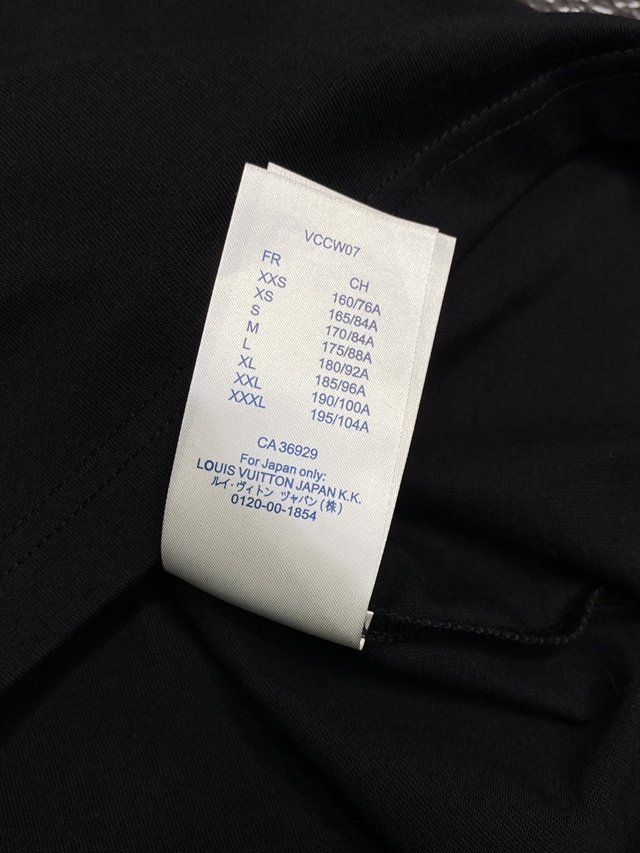 VCCW07
FR CH
XXS 160/76A
XS 165/84A
S 170/84A
M 175/88A
L 180/92A
XL 185/96A
XXL 190/100A
XXXL 195/104A
CA 36929
For Japan only:
LOUIS VUITTON JAPAN K.K.
ルイ・ヴィトン ジャパン(株)
0120-00-1854